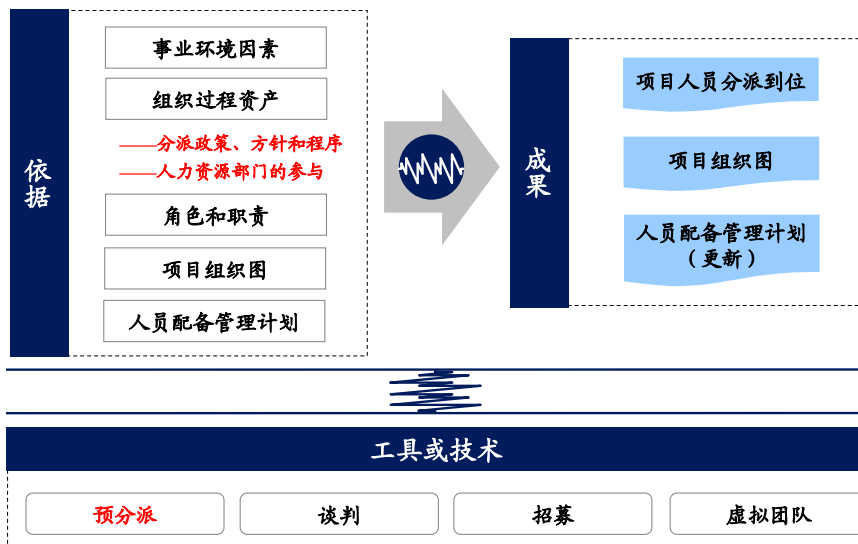 依据
事业环境因素
组织过程资产
——分派政策、方针和程序
——人力资源部门的参与
角色和职责
项目组织图
人员配备管理计划
成果
项目人员分派到位
项目组织图
人员配备管理计划
（更新）
工具或技术
预分派
谈判
招募
虚拟团队